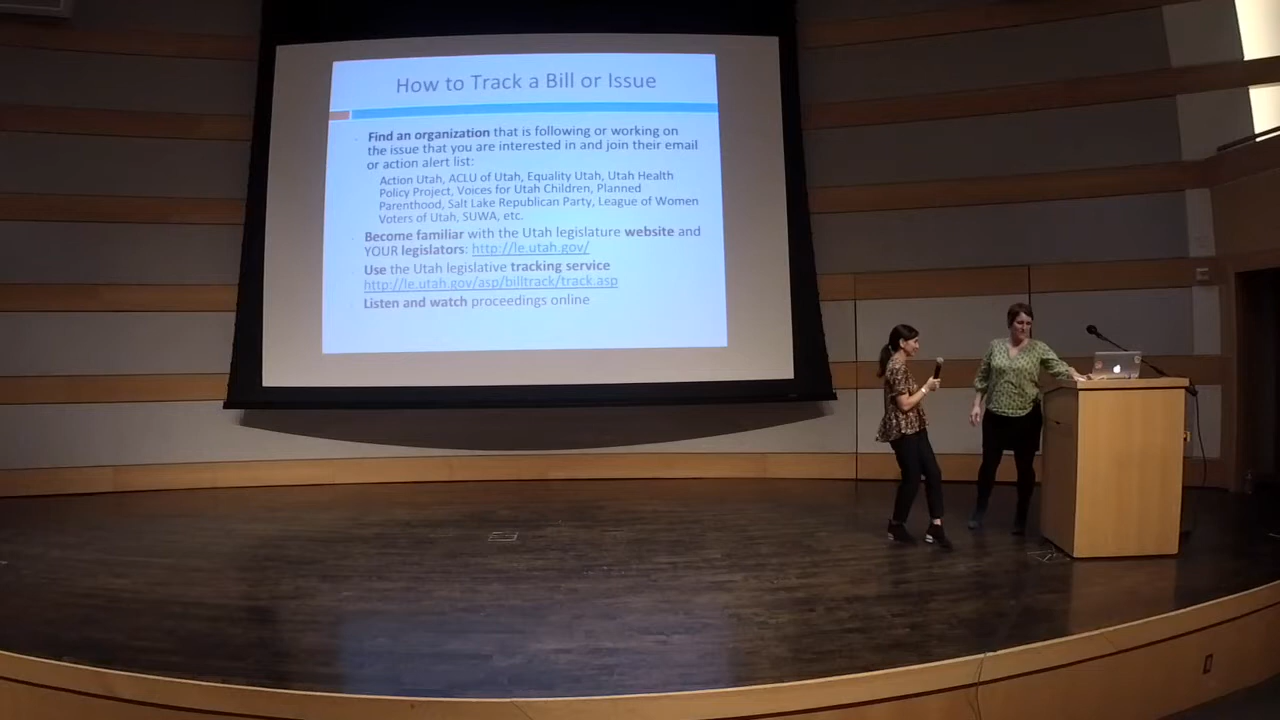 How to Track a Bill or Issue
Find an organization that is following or working on
the issue that you are interested in and join their email
or action alert list:
Action Utah, ACLU of Utah, Equality Utah, Utah Health
Policy Project, Voices for Utah Children, Planned
Parenthood, Salt Lake Republican Party, League of Women
Voters of Utah, SUWA, etc.
Become familiar with the Utah legislature website and
YOUR legislators: http://le.utah.gov/
Use the Utah legislative tracking service
http://le.utah.gov/asp/billtrack/track.asp
Listen and watch proceedings online